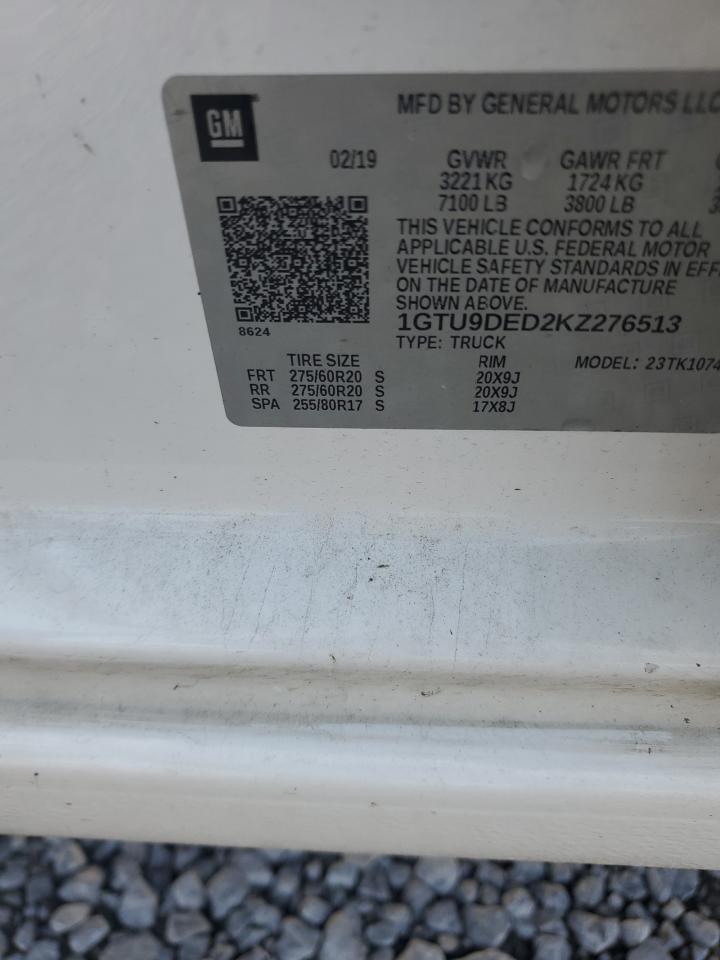 GM
MFD BY GENERAL MOTORS LLC
02/19 GVWR GAWR FRT
3221 KG 1724 KG
7100 LB 3800 LB
THIS VEHICLE CONFORMS TO ALL
APPLICABLE U.S. FEDERAL MOTOR
VEHICLE SAFETY STANDARDS IN EFF
ON THE DATE OF MANUFACTURE
SHOWN ABOVE.
8624
1GTU9DED2KZ276513
TYPE: TRUCK
TIRE SIZE RIM MODEL: 23TK1074
FRT 275/60R20 S 20X9J
RR 275/60R20 S 20X9J
SPA 255/80R17 S 17X8J